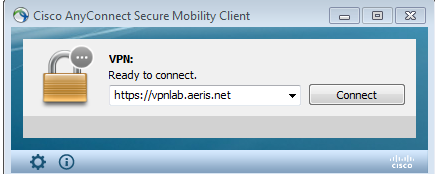 Cisco AnyConnect Secure Mobility Client
VPN:
Ready to connect.
https://vpnlab.aeris.net
Connect
cisco